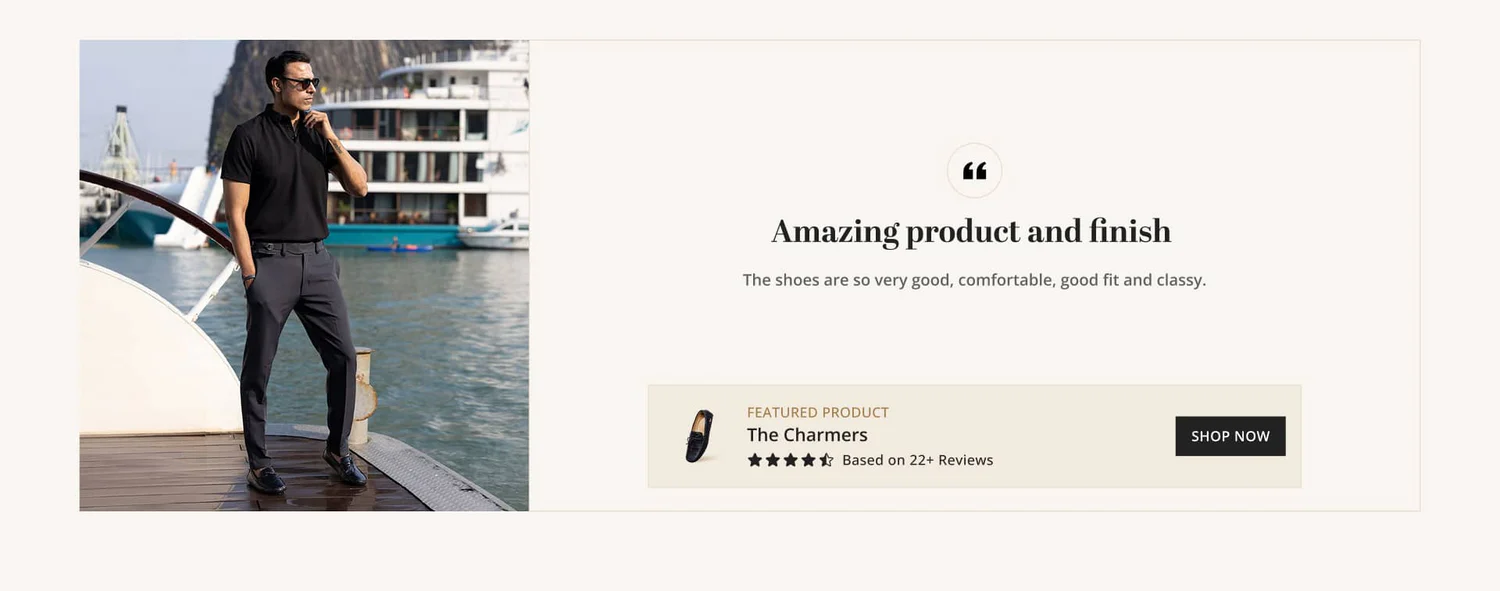 Amazing product and finish
The shoes are so very good, comfortable, good fit and classy.
FEATURED PRODUCT
The Charmers
Based on 22+ Reviews
SHOP NOW